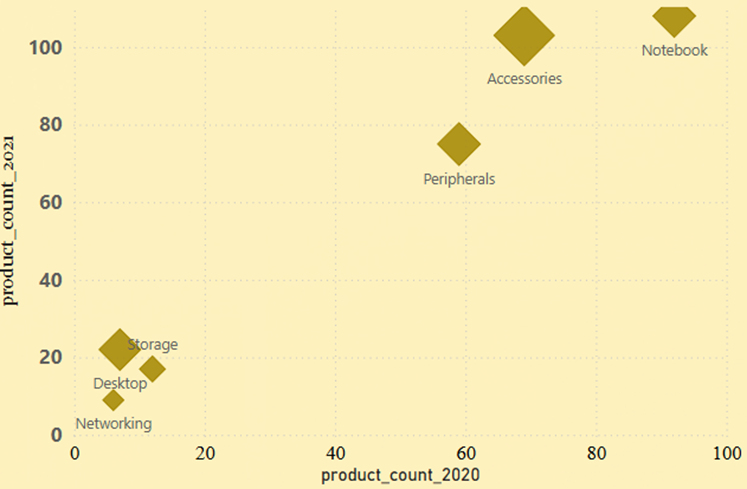 100
80
60
40
20
0
product_count_2021
Notebook
Accessories
Peripherals
Storage
Desktop
Networking
0 20 40 60 80 100
product_count_2020